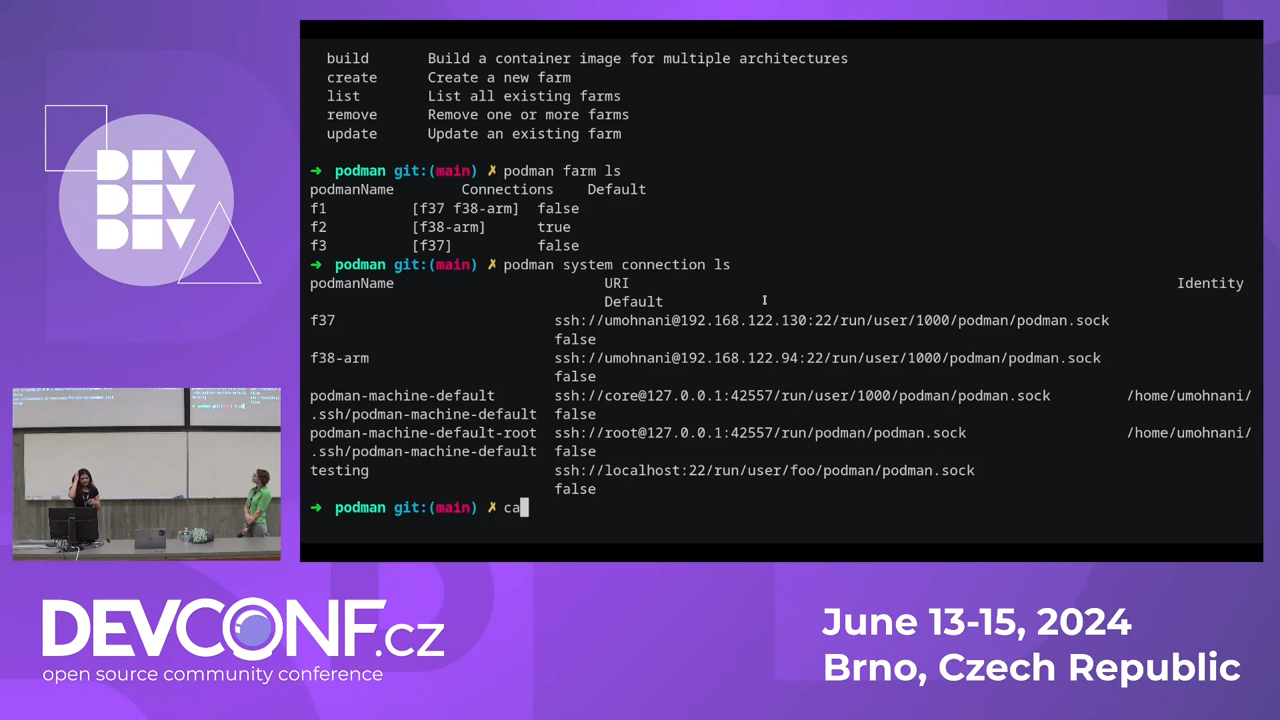 build Build a container image for multiple architectures
create Create a new farm
list List all existing farms
remove Remove one or more farms
update Update an existing farm
➜ podman git:(main) ✗ podman farm ls
podmanName Connections Default
f1 [f37 f38-arm] false
f2 [f38-arm] true
f3 [f37] false
➜ podman git:(main) ✗ podman system connection ls
podmanName URI Identity
Default
f37 ssh://umohnani@192.168.122.130:22/run/user/1000/podman/podman.sock
false
f38-arm ssh://umohnani@192.168.122.94:22/run/user/1000/podman/podman.sock
false
podman-machine-default ssh://core@127.0.0.1:42557/run/user/1000/podman/podman.sock /home/umohnani/
.ssh/podman-machine-default false
podman-machine-default-root ssh://root@127.0.0.1:42557/run/podman/podman.sock /home/umohnani/
.ssh/podman-machine-default false
testing ssh://localhost:22/run/user/foo/podman/podman.sock
false
➜ podman git:(main) ✗ ca
DEV
DEV
DEV
DEVCONF.cz
open source community conference
June 13-15, 2024
Brno, Czech Republic